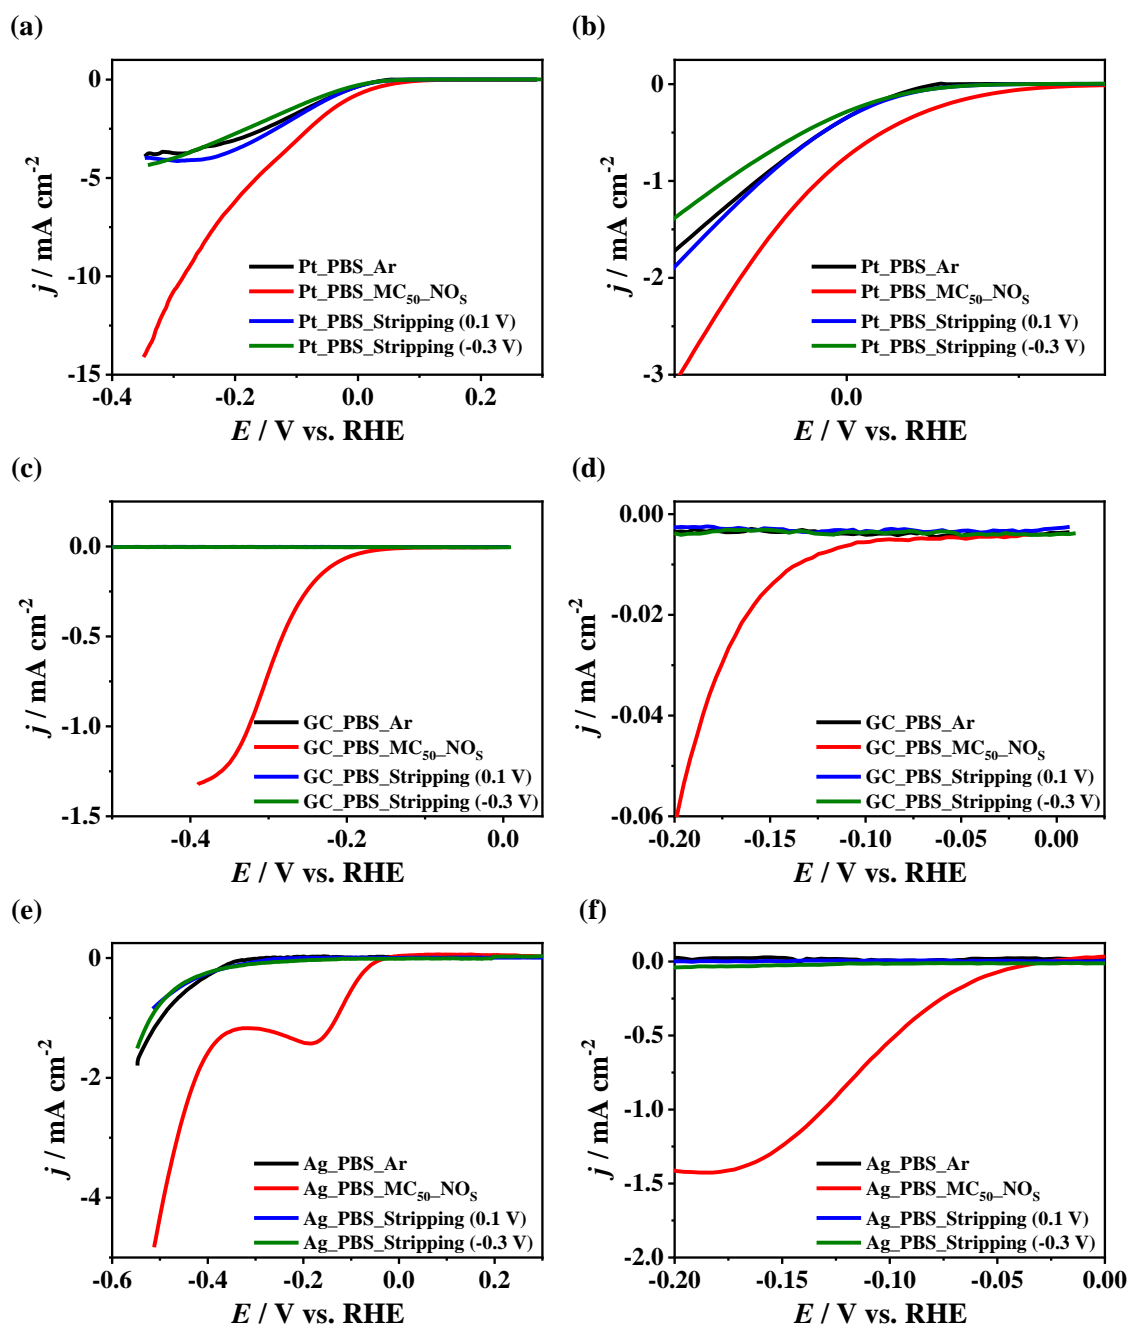 (a)
0
-5
-10
-15
j / mA cm-2
Pt_PBS_Ar
Pt_PBS_MC50_NOS
Pt_PBS_Stripping (0.1 V)
Pt_PBS_Stripping (-0.3 V)
-0.4 -0.2 0.0 0.2
E / V vs. RHE
(b)
0
-1
-2
-3
j / mA cm-2
Pt_PBS_Ar
Pt_PBS_MC50_NOS
Pt_PBS_Stripping (0.1 V)
Pt_PBS_Stripping (-0.3 V)
0.0
E / V vs. RHE
(c)
0.0
-0.5
-1.0
-1.5
j / mA cm-2
GC_PBS_Ar
GC_PBS_MC50_NOS
GC_PBS_Stripping (0.1 V)
GC_PBS_Stripping (-0.3 V)
-0.4 -0.2 0.0
E / V vs. RHE
(d)
0.00
-0.02
-0.04
-0.06
j / mA cm-2
GC_PBS_Ar
GC_PBS_MC50_NOS
GC_PBS_Stripping (0.1 V)
GC_PBS_Stripping (-0.3 V)
-0.20 -0.15 -0.10 -0.05 0.00
E / V vs. RHE
(e)
0
-2
-4
j / mA cm-2
Ag_PBS_Ar
Ag_PBS_MC50_NOS
Ag_PBS_Stripping (0.1 V)
Ag_PBS_Stripping (-0.3 V)
-0.6 -0.4 -0.2 0.0 0.2
E / V vs. RHE
(f)
0.0
-0.5
-1.0
-1.5
-2.0
j / mA cm-2
Ag_PBS_Ar
Ag_PBS_MC50_NOS
Ag_PBS_Stripping (0.1 V)
Ag_PBS_Stripping (-0.3 V)
-0.20 -0.15 -0.10 -0.05 0.00
E / V vs. RHE